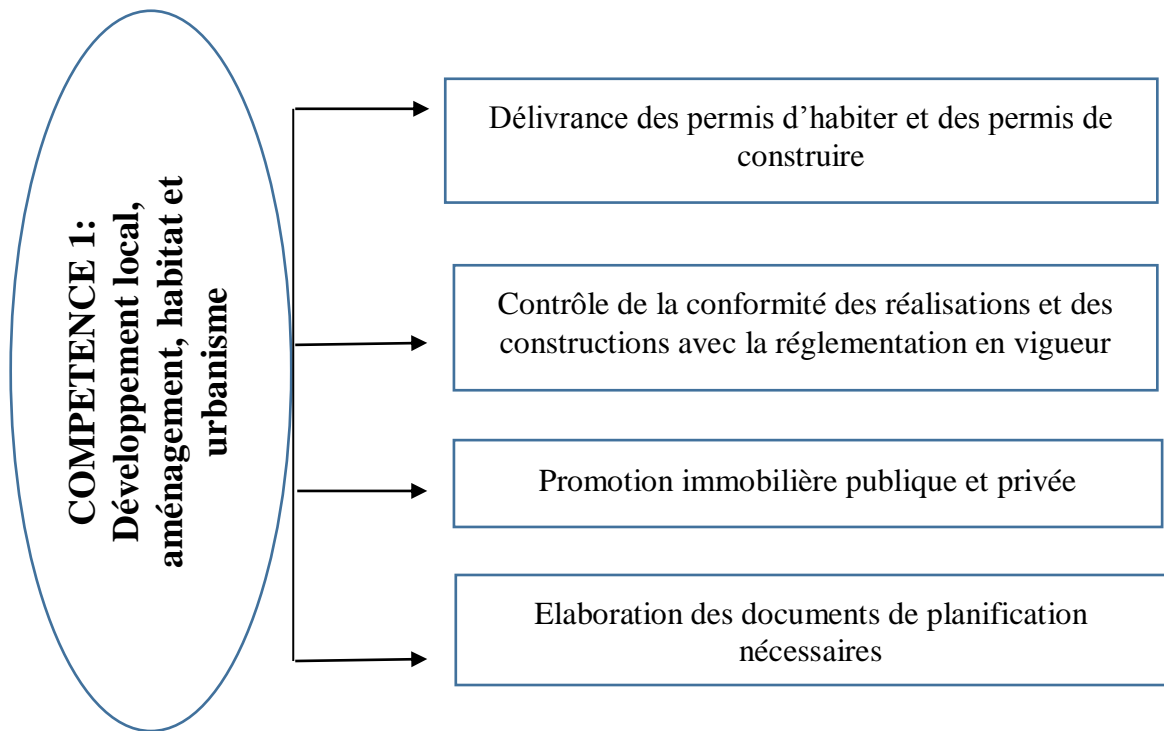 COMPETENCE 1:
Développement local,
aménagement, habitat et
urbanisme
Délivrance des permis d’habiter et des permis de
construire
Contrôle de la conformité des réalisations et des
constructions avec la réglementation en vigueur
Promotion immobilière publique et privée
Elaboration des documents de planification
nécessaires